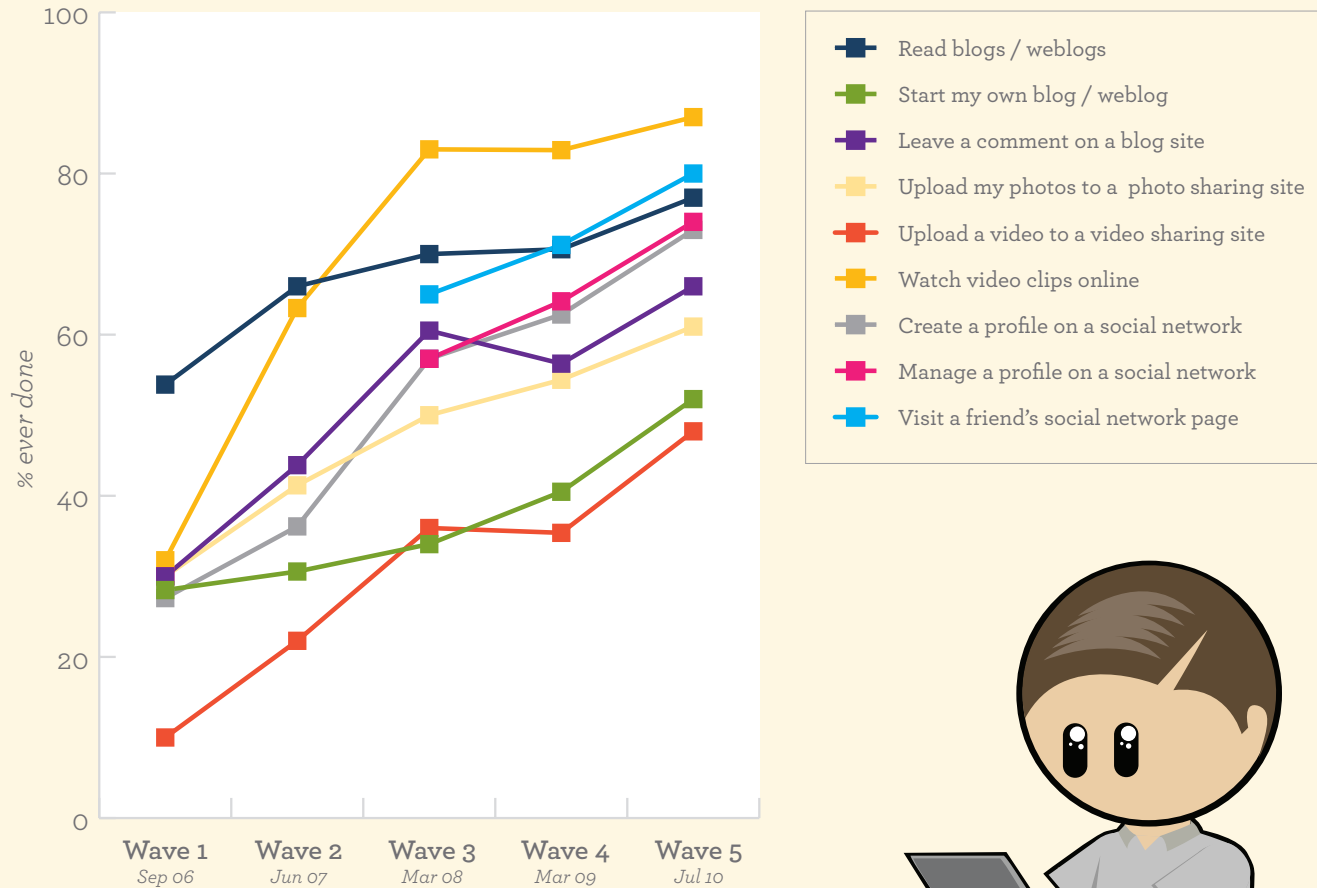 100
80
60
40
20
0
% ever done
Wave 1
Sep 06
Wave 2
Jun 07
Wave 3
Mar 08
Wave 4
Mar 09
Wave 5
Jul 10
Read blogs / weblogs
Start my own blog / weblog
Leave a comment on a blog site
Upload my photos to a photo sharing site
Upload a video to a video sharing site
Watch video clips online
Create a profile on a social network
Manage a profile on a social network
Visit a friend's social network page